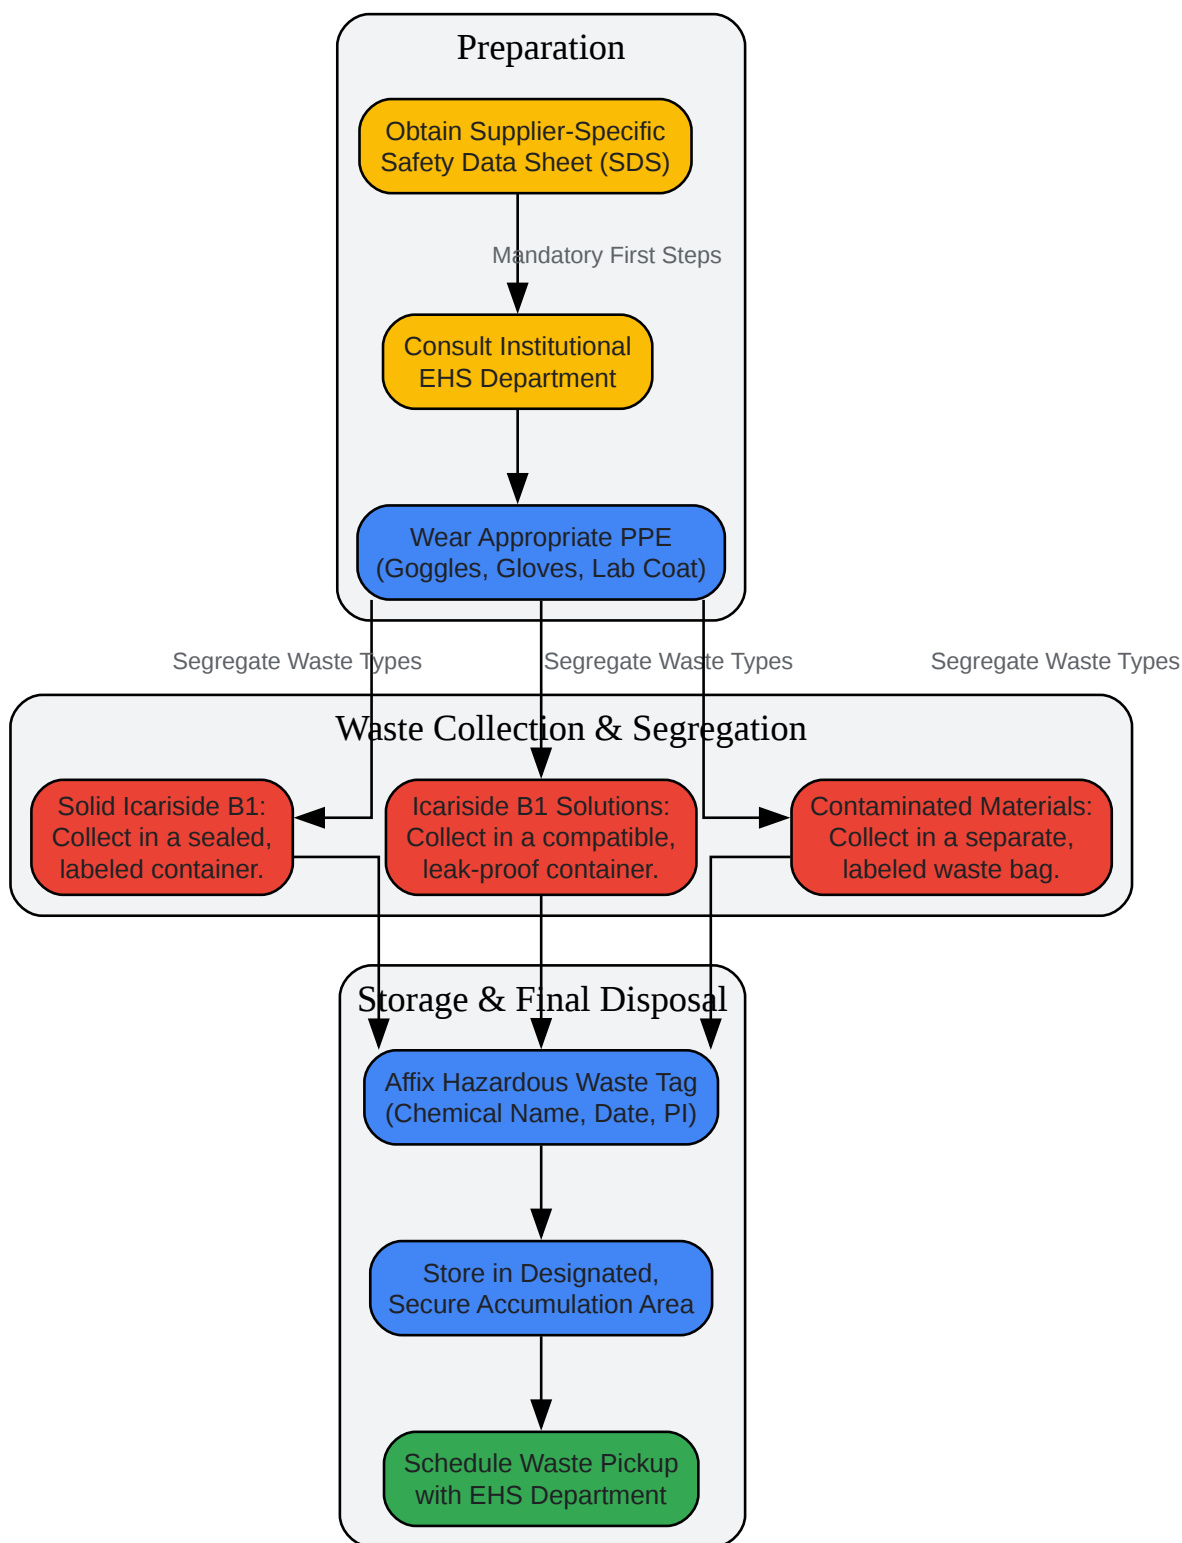 Preparation
Obtain Supplier-Specific
Safety Data Sheet (SDS)
Mandatory First Steps
Consult Institutional
EHS Department
Wear Appropriate PPE
(Goggles, Gloves, Lab Coat)
Segregate Waste Types
Segregate Waste Types
Segregate Waste Types
Waste Collection & Segregation
Solid Icariside B1:
Collect in a sealed,
labeled container.
Icariside B1 Solutions:
Collect in a compatible,
leak-proof container.
Contaminated Materials:
Collect in a separate,
labeled waste bag.
Storage & Final Disposal
Affix Hazardous Waste Tag
(Chemical Name, Date, PI)
Store in Designated,
Secure Accumulation Area
Schedule Waste Pickup
with EHS Department